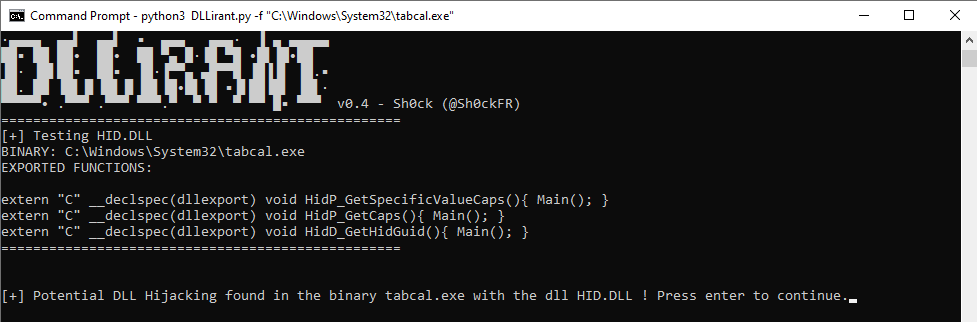 Command Prompt - python3 DLLirant.py -f "C:\Windows\System32\tabcal.exe"
DLLIRANT
v0.4 - Sh0ck (@Sh0ckFR)
==================================================
[+] Testing HID.DLL
BINARY: C:\Windows\System32\tabcal.exe
EXPORTED FUNCTIONS:
extern "C" __declspec(dllexport) void HidP_GetSpecificValueCaps(){ Main(); }
extern "C" __declspec(dllexport) void HidP_GetCaps(){ Main(); }
extern "C" __declspec(dllexport) void HidD_GetHidGuid(){ Main(); }
==================================================
[+] Potential DLL Hijacking found in the binary tabcal.exe with the dll HID.DLL ! Press enter to continue.